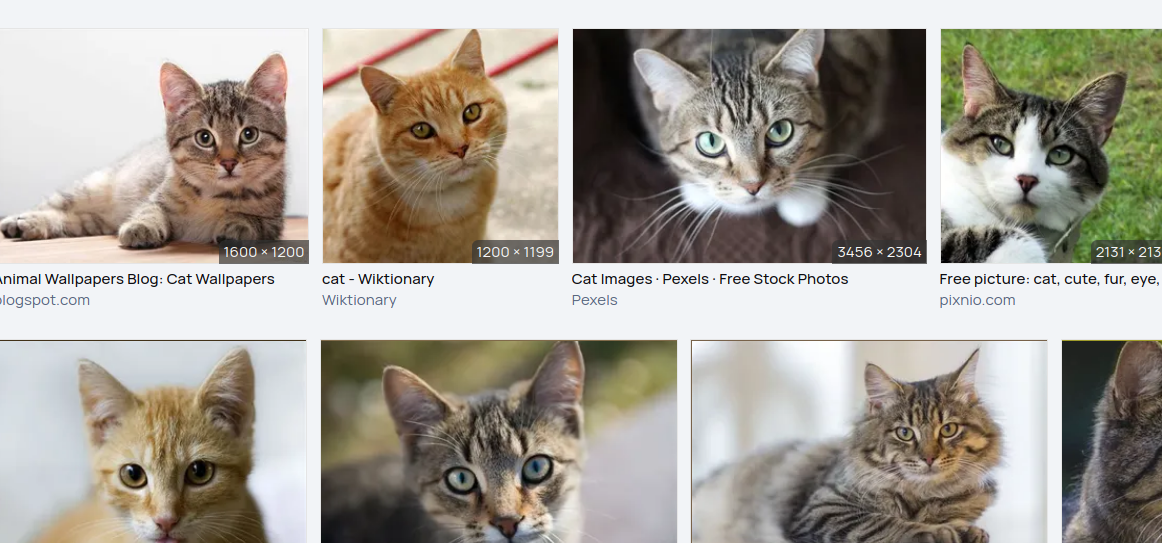 1600 × 1200
1200 × 1199
3456 × 2304
2131 × 213
Animal Wallpapers Blog: Cat Wallpapers
cat - Wiktionary
Cat Images · Pexels · Free Stock Photos
Free picture: cat, cute, fur, eye,
blogspot.com
Wiktionary
Pexels
pixnio.com